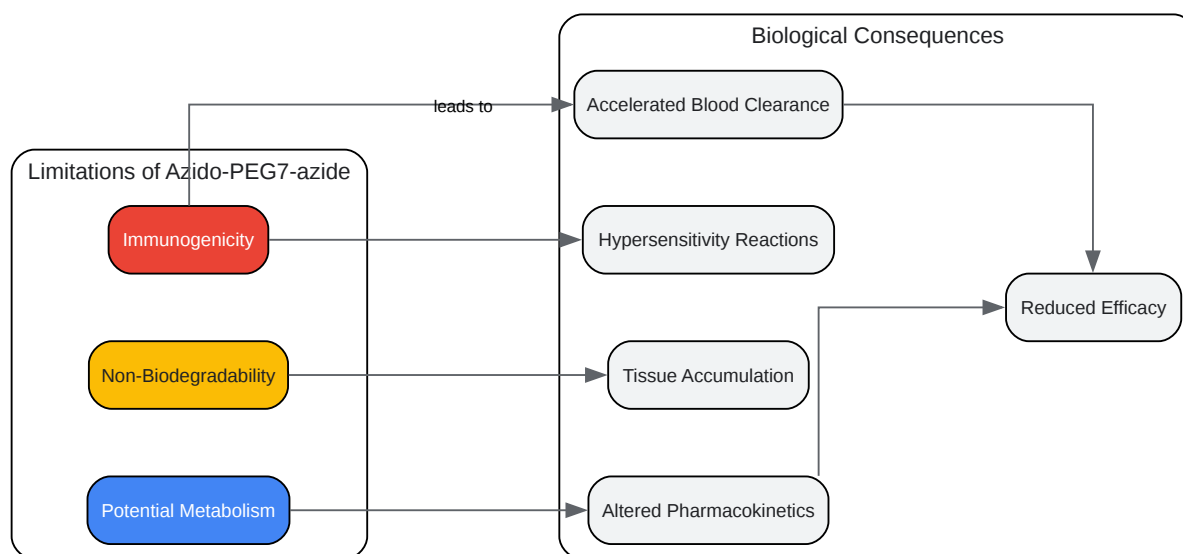 Biological Consequences
leads to
Accelerated Blood Clearance
Limitations of Azido-PEG7-azide
Immunogenicity
Hypersensitivity Reactions
Reduced Efficacy
Non-Biodegradability
Tissue Accumulation
Potential Metabolism
Altered Pharmacokinetics